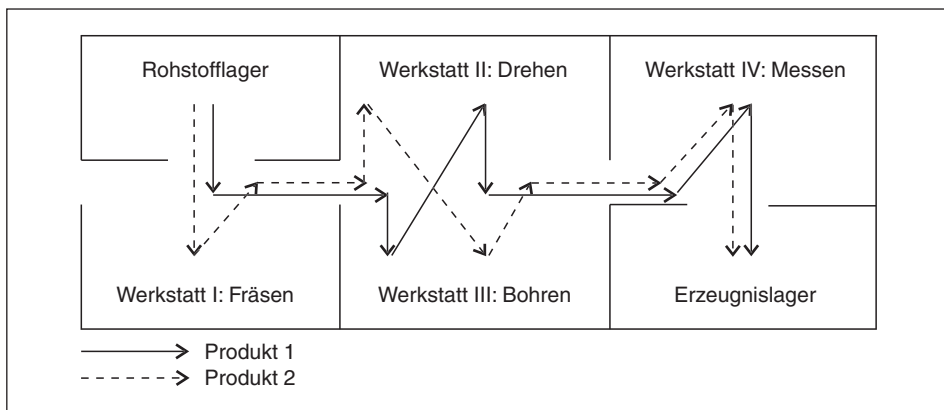 Rohstofflager
Werkstatt II: Drehen
Werkstatt IV: Messen
Werkstatt I: Fräsen
Werkstatt III: Bohren
Erzeugnislager
Produkt 1
Produkt 2